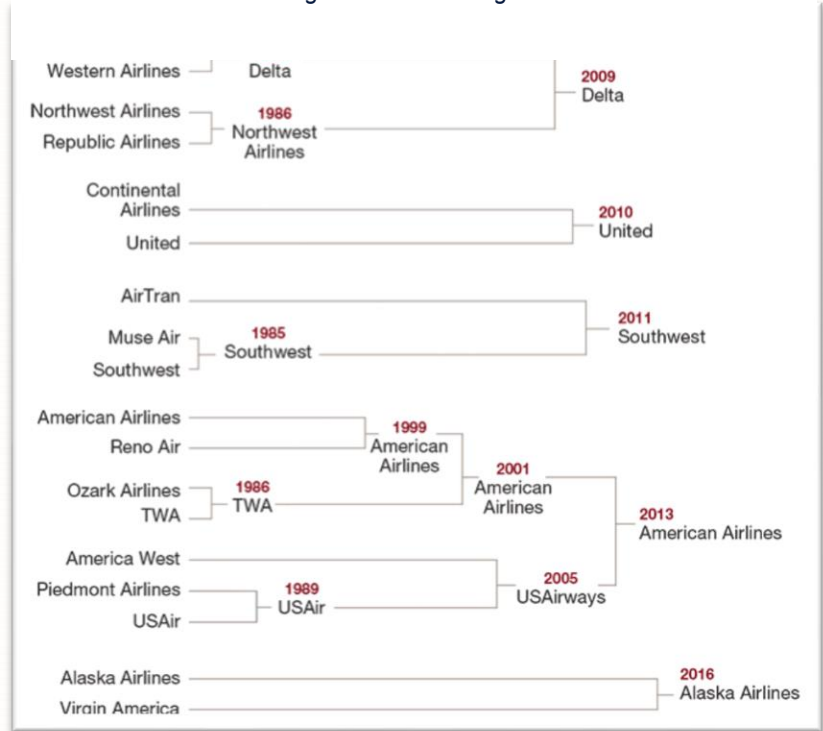 Western Airlines
Delta
2009
Delta
Northwest Airlines
Republic Airlines
1986
Northwest
Airlines
Continental
Airlines
United
2010
United
AirTran
Muse Air
Southwest
1985
Southwest
2011
Southwest
American Airlines
Reno Air
1999
American
Airlines
Ozark Airlines
TWA
1986
TWA
2001
American
Airlines
2013
American Airlines
America West
Piedmont Airlines
USAir
1989
USAir
2005
USAirways
Alaska Airlines
Virgin America
2016
Alaska Airlines